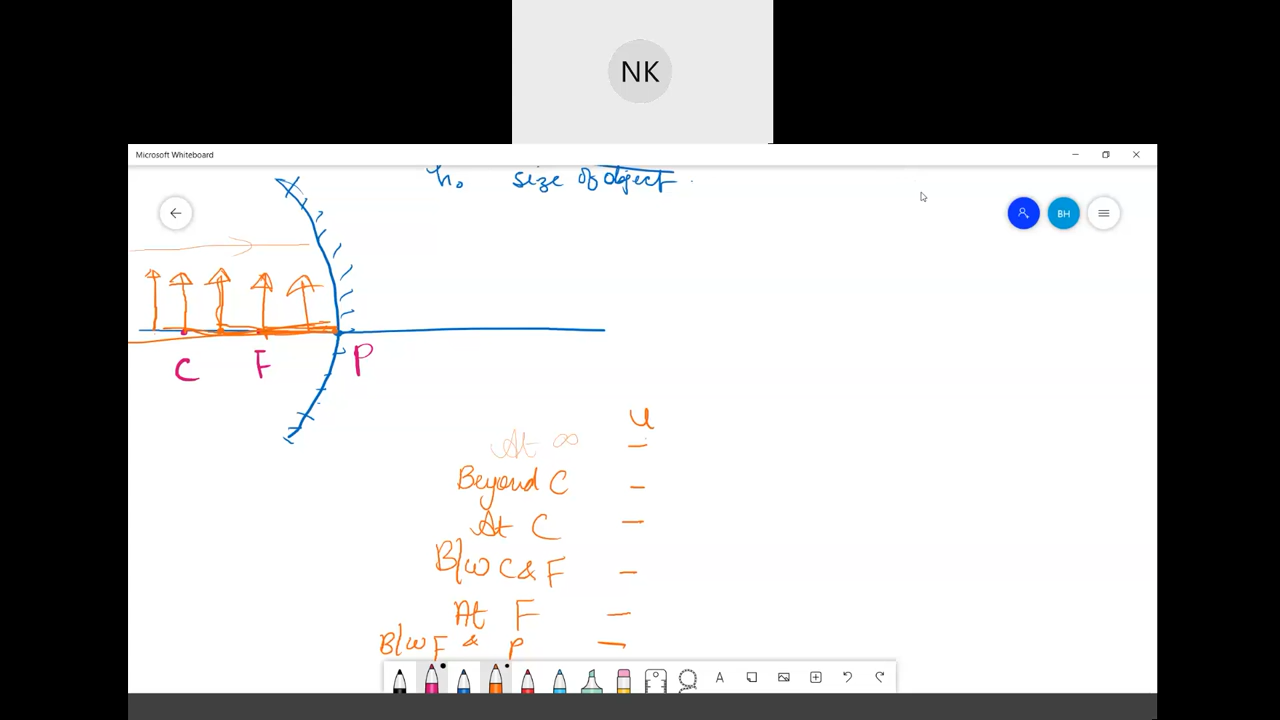 NK
Microsoft Whiteboard
h₀ size of object .
BH
C F P
u
At ∞ —
Beyond C —
At C —
B/w C & F —
At F —
B/w F & P —
A